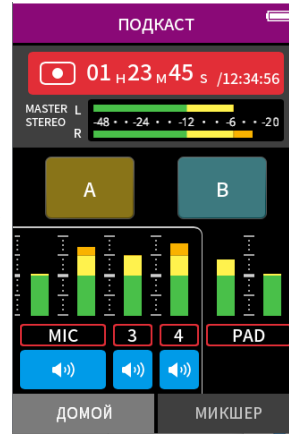 ПОДКАСТ
01 H 23 M 45 S /12:34:56
MASTER L
STEREO -48 • • -24 • • -12 • • -6 • • -20
R
A B
MIC 3 4 PAD
ДОМОЙ МИКШЕР